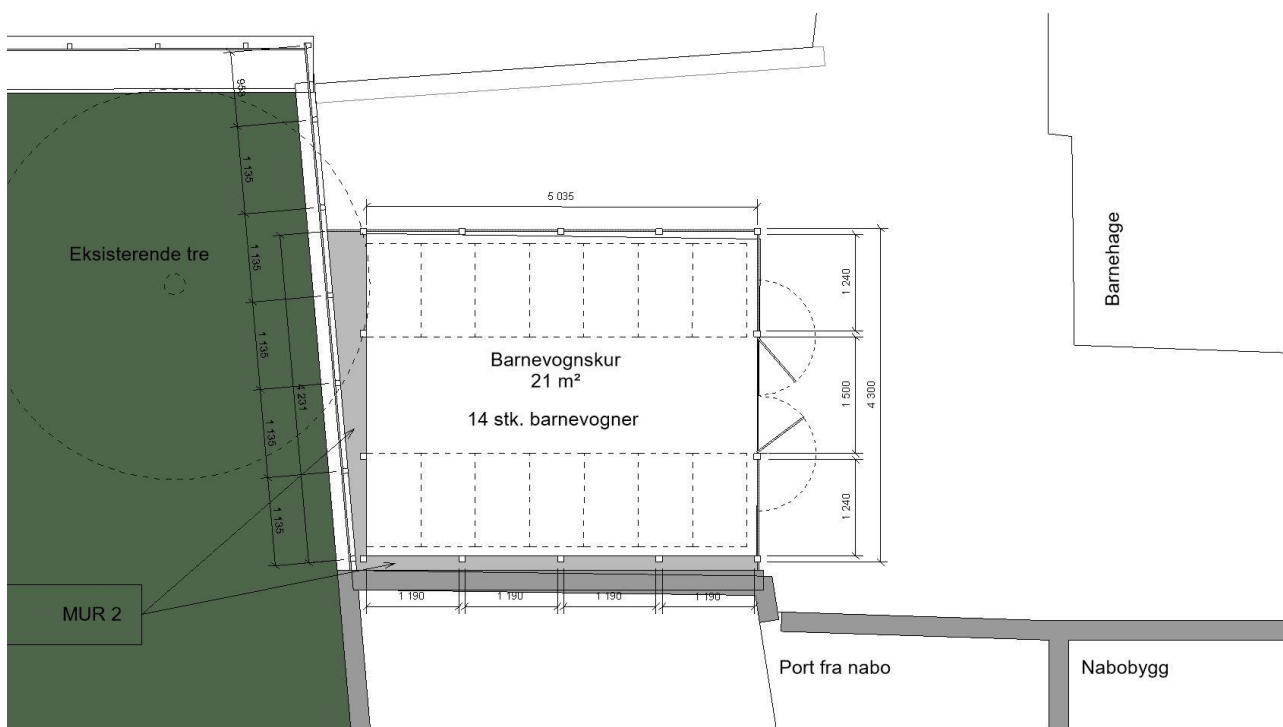 953
1 135
1 135
1 135
1 135
1 135
4 231
5 035
Eksisterende tre
Barnevognskur
21 m²
14 stk. barnevogner
1 240
1 500
1 240
4 300
Barnehage
MUR 2
1 190
1 190
1 190
1 190
Port fra nabo
Nabobygg